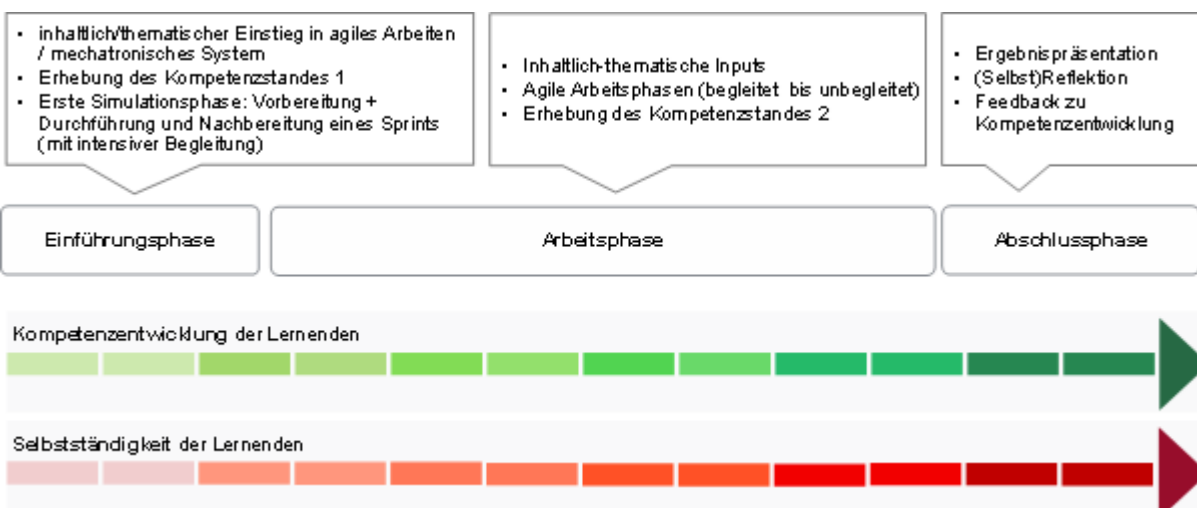 • inhaltlich/thematischer Einstieg in agiles Arbeiten
/ mechatronisches System
• Erhebung des Kompetenzstandes 1
• Erste Simulationsphase: Vorbereitung +
Durchführung und Nachbereitung eines Sprints
(mit intensiver Begleitung)
• Inhaltlich-thematische Inputs
• Agile Arbeitsphasen (begleitet bis unbegleitet)
• Erhebung des Kompetenzstandes 2
• Ergebnispräsentation
• (Selbst)Reflektion
• Feedback zu
Kompetenzentwicklung
Einführungsphase
Arbeitsphase
Abschlussphase
Kompetenzentwicklung der Lernenden
Selbstständigkeit der Lernenden